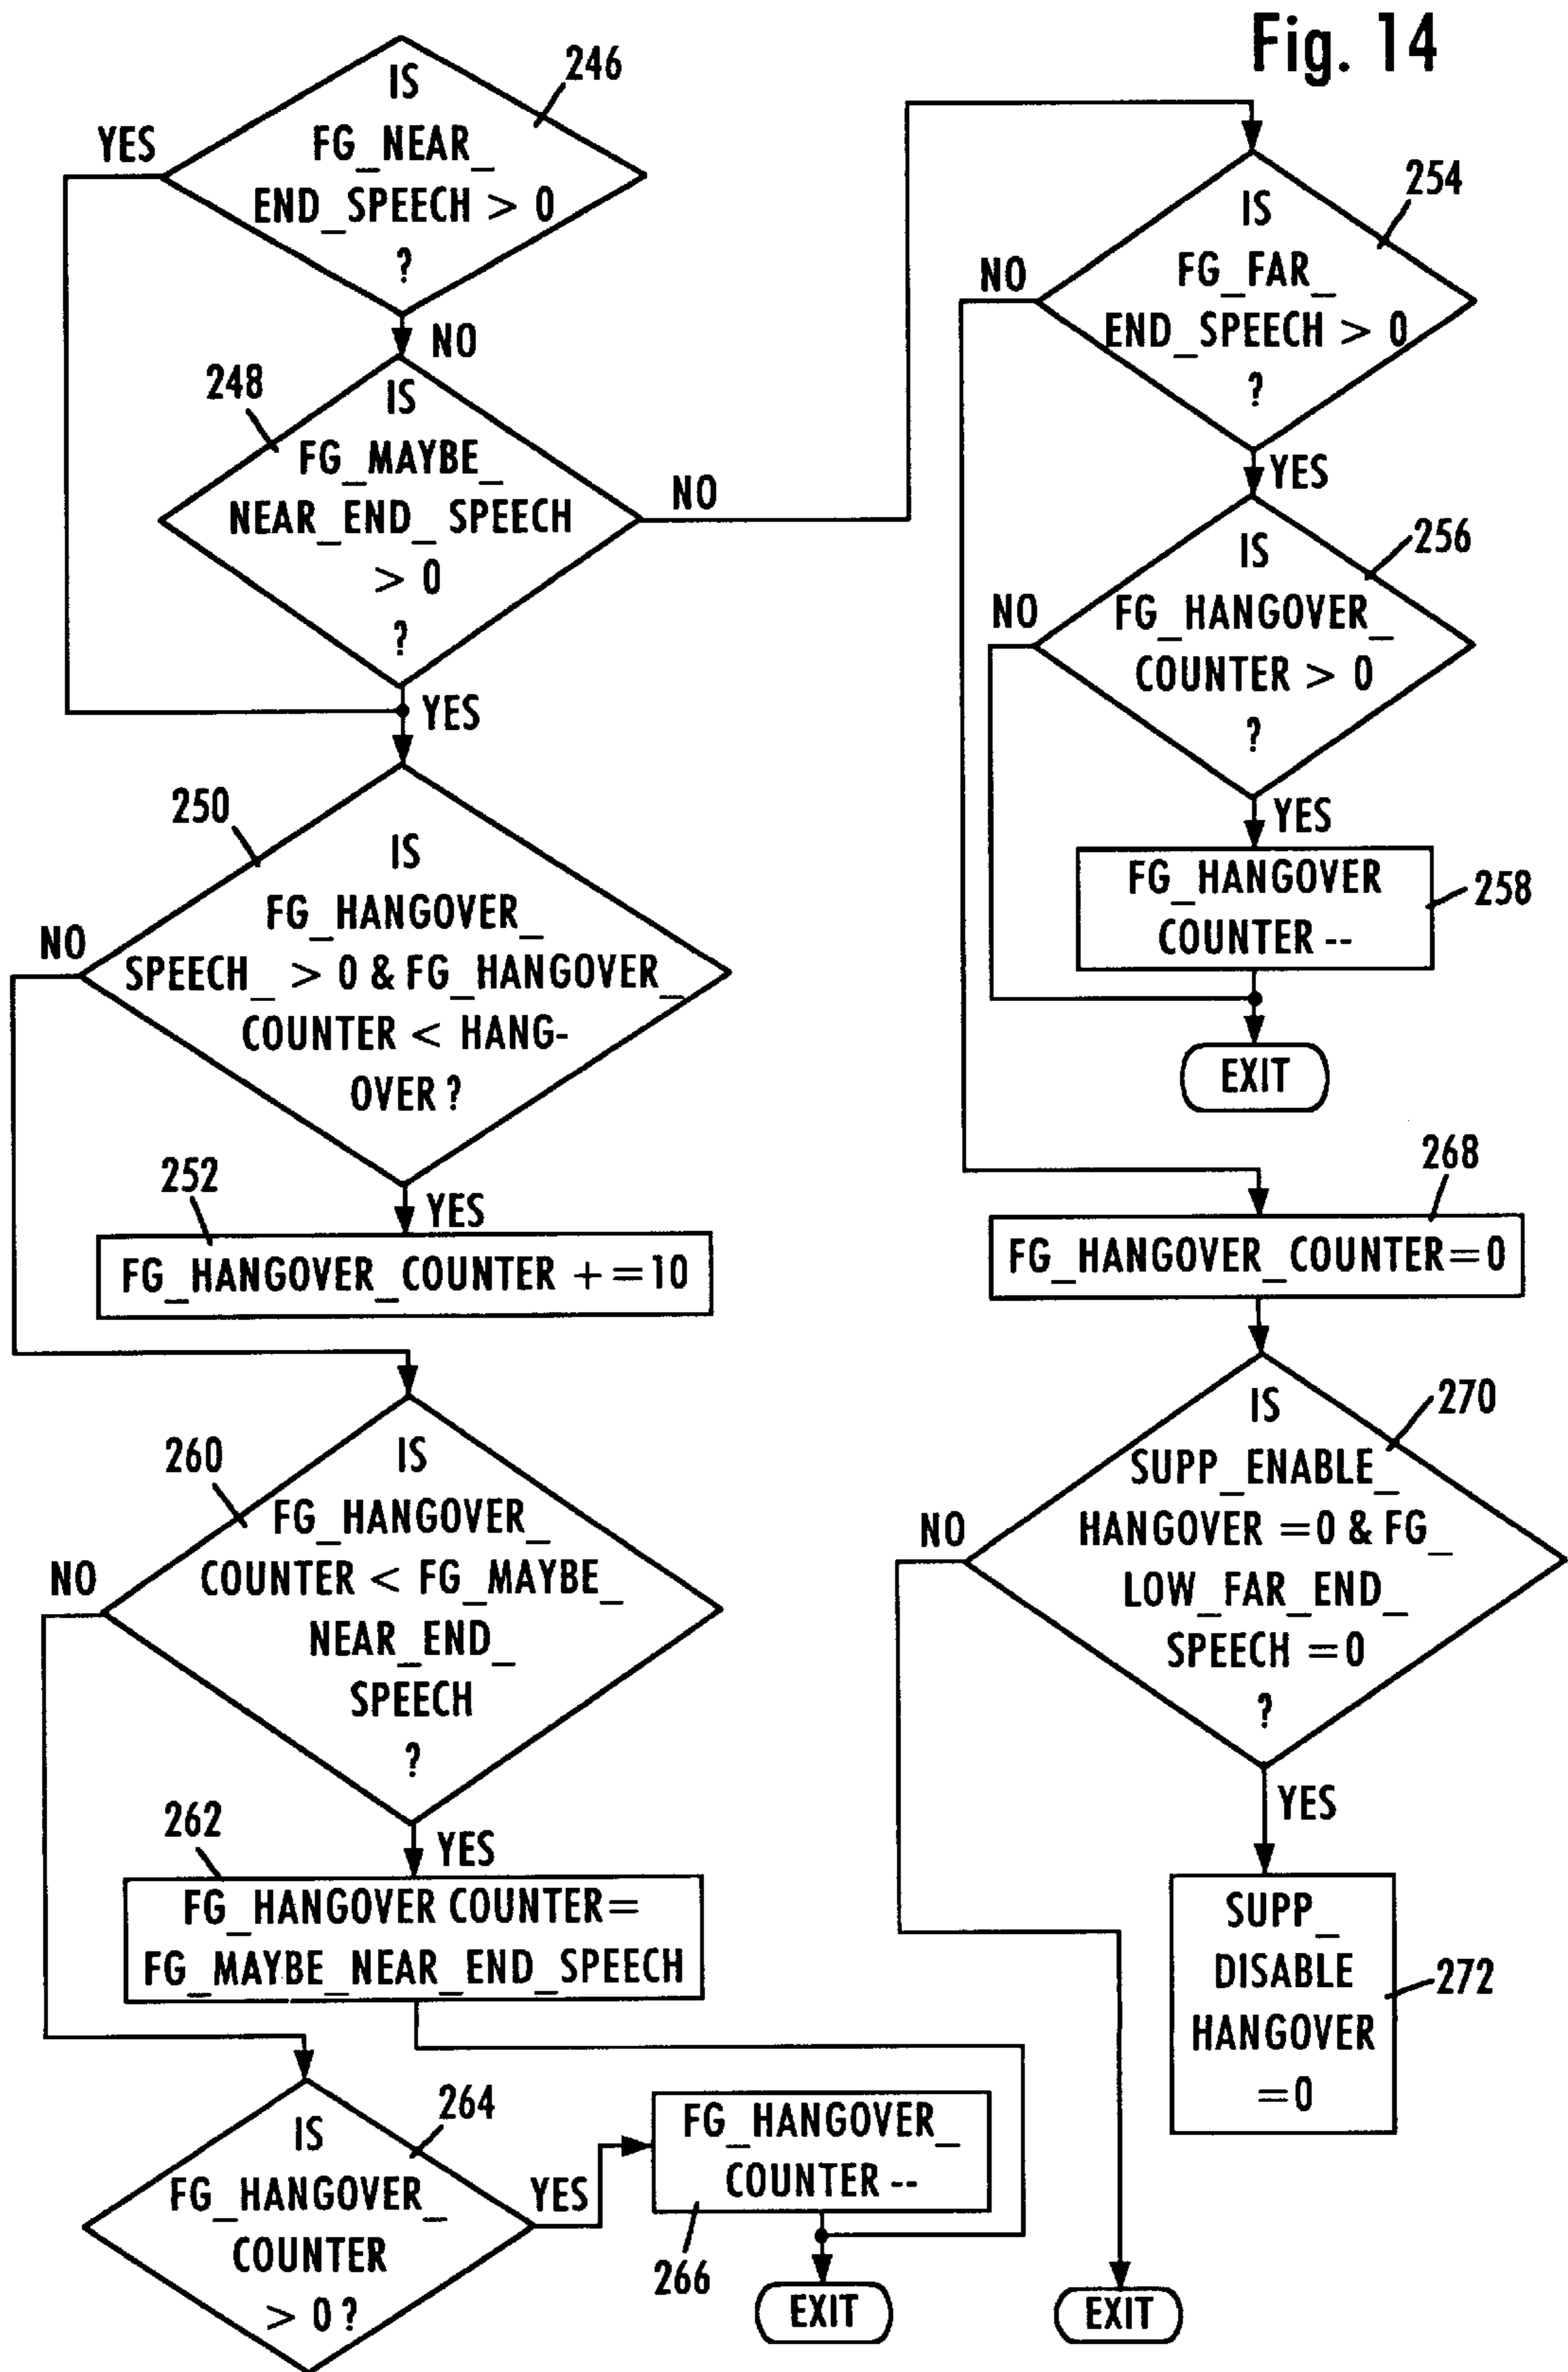 Fig. 14
246
IS
FG_NEAR_
END_SPEECH > 0
?
YES
NO
248
IS
FG_MAYBE_
NEAR_END_SPEECH
> 0
?
NO
YES
250
IS
FG_HANGOVER_
SPEECH_ > 0 & FG_HANGOVER_
COUNTER < HANG-
OVER ?
NO
YES
252
FG_HANGOVER_COUNTER +=10
260
IS
FG_HANGOVER_
COUNTER < FG_MAYBE_
NEAR_END_
SPEECH
?
NO
YES
262
FG_HANGOVER COUNTER=
FG_MAYBE_NEAR_END_SPEECH
264
IS
FG_HANGOVER_
COUNTER
> 0 ?
YES
FG_HANGOVER_
COUNTER --
266
EXIT
254
IS
FG_FAR_
END_SPEECH > 0
?
NO
YES
256
IS
FG_HANGOVER_
COUNTER > 0
?
NO
YES
FG_HANGOVER
COUNTER --
258
EXIT
268
FG_HANGOVER_COUNTER=0
270
IS
SUPP_ENABLE_
HANGOVER =0 & FG_
LOW_FAR_END_
SPEECH =0
?
NO
YES
SUPP_
DISABLE
HANGOVER
=0
272
EXIT